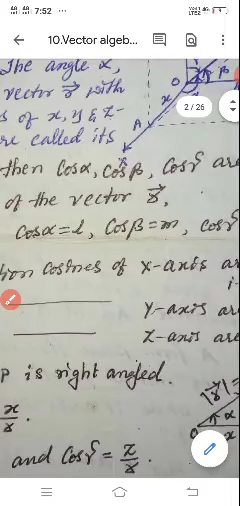 7:52
10.Vector algeb...
The angle α,
vector r⃗ with
s of x, y & z-
re called its
O
β
x
A
2 / 26
then Cosα, Cosβ, Cosγ are
of the vector r⃗,
Cosα = l, Cosβ = m, Cosγ
tion cosines of X-axis ar
Y-axis are
Z-axis are
P is right angled.
x/r.
|r⃗| =
α
O
x
and Cosγ = z/r.